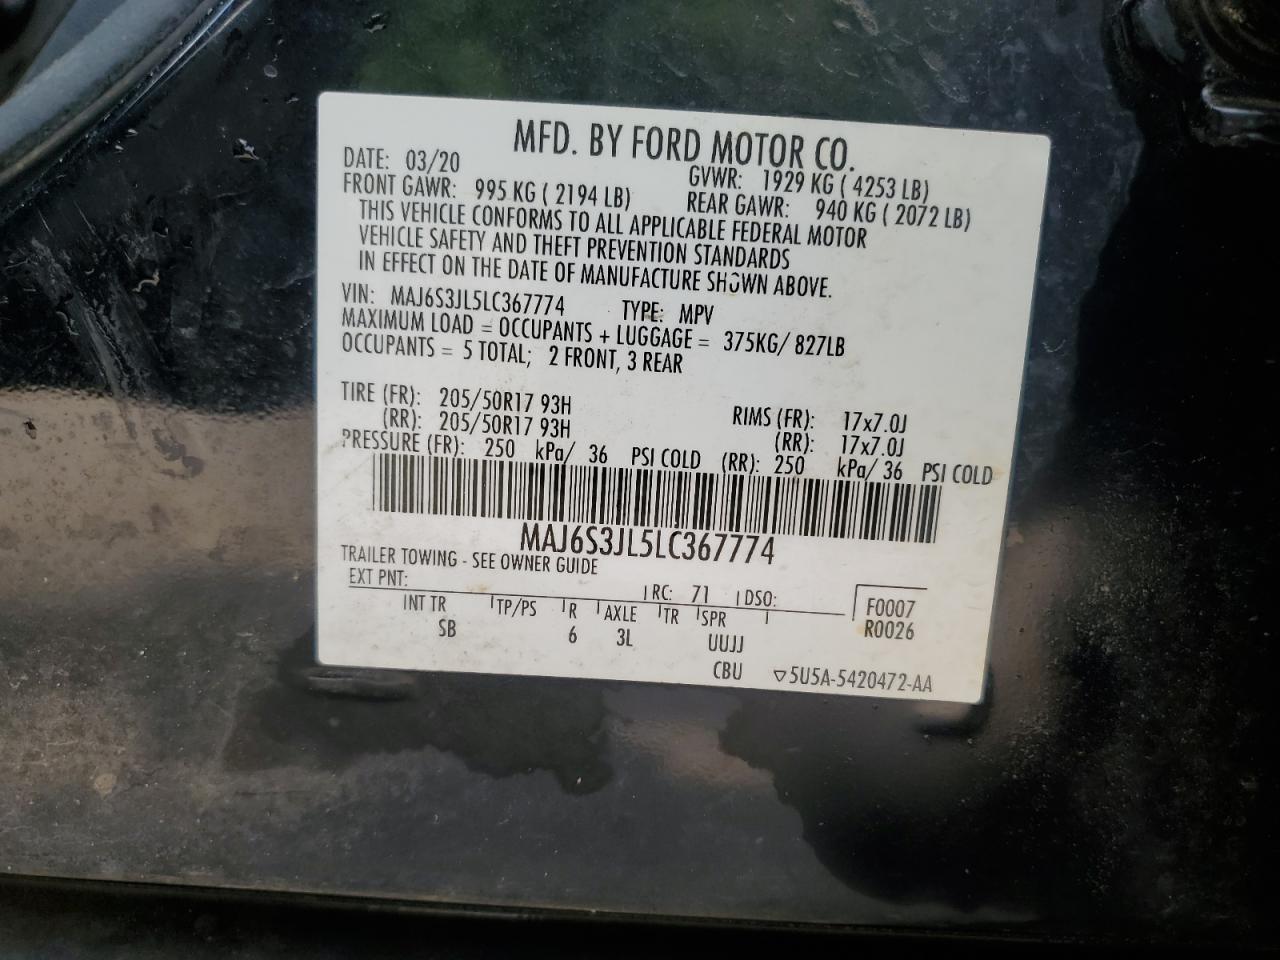 MFD. BY FORD MOTOR CO.
DATE: 03/20 GVWR: 1929 KG ( 4253 LB)
FRONT GAWR: 995 KG ( 2194 LB) REAR GAWR: 940 KG ( 2072 LB)
THIS VEHICLE CONFORMS TO ALL APPLICABLE FEDERAL MOTOR
VEHICLE SAFETY AND THEFT PREVENTION STANDARDS
IN EFFECT ON THE DATE OF MANUFACTURE SHOWN ABOVE.
VIN: MAJ6S3JL5LC367774 TYPE: MPV
MAXIMUM LOAD = OCCUPANTS + LUGGAGE = 375KG/ 827LB
OCCUPANTS = 5 TOTAL; 2 FRONT, 3 REAR
TIRE (FR): 205/50R17 93H RIMS (FR): 17x7.0J
(RR): 205/50R17 93H (RR): 17x7.0J
PRESSURE (FR): 250 kPa/ 36 PSI COLD (RR): 250 kPa/ 36 PSI COLD
MAJ6S3JL5LC367774
TRAILER TOWING - SEE OWNER GUIDE
EXT PNT: RC: 71 DSO: F0007
INT TR TP/PS R AXLE TR SPR R0026
SB 6 3L UUJJ
CBU ▽5U5A-5420472-AA